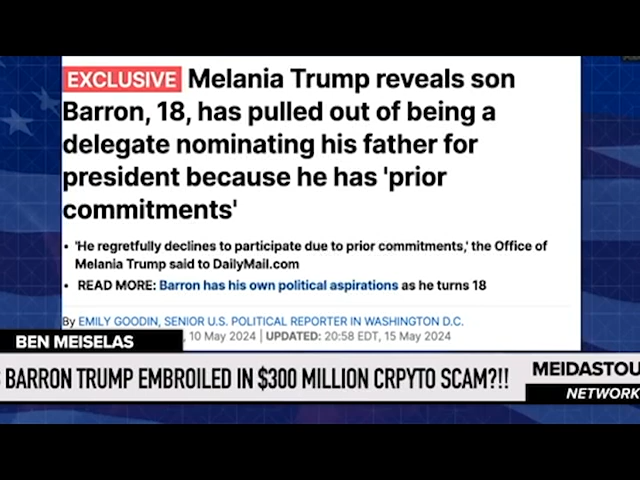 EXCLUSIVE Melania Trump reveals son
Barron, 18, has pulled out of being a
delegate nominating his father for
president because he has 'prior
commitments'
• 'He regretfully declines to participate due to prior commitments,' the Office of
Melania Trump said to DailyMail.com
• READ MORE: Barron has his own political aspirations as he turns 18
By EMILY GOODIN, SENIOR U.S. POLITICAL REPORTER IN WASHINGTON D.C.
, 10 May 2024 | UPDATED: 20:58 EDT, 15 May 2024
BEN MEISELAS
BARRON TRUMP EMBROILED IN $300 MILLION CRPYTO SCAM?!!
MEIDASTOU
NETWORK